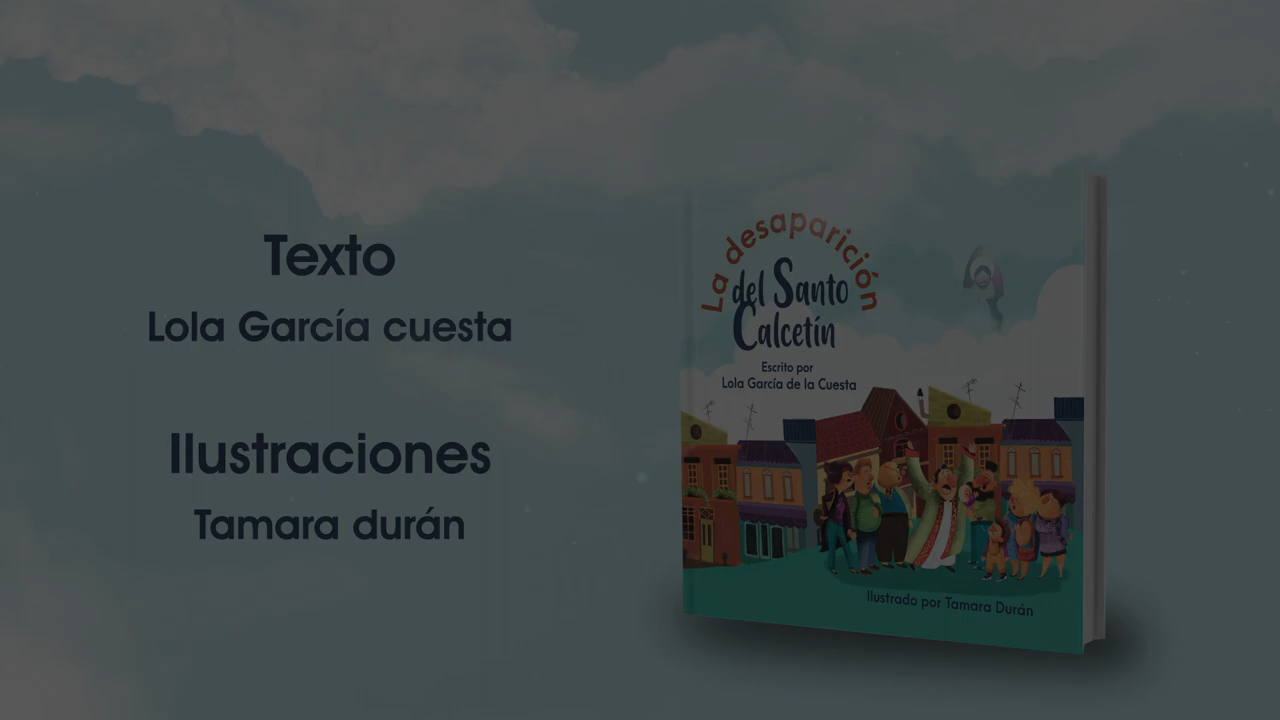 Texto
Lola García cuesta
Ilustraciones
Tamara durán
La desaparición
del Santo
Calcetín
Escrito por
Lola García de la Cuesta
Ilustrado por Tamara Durán